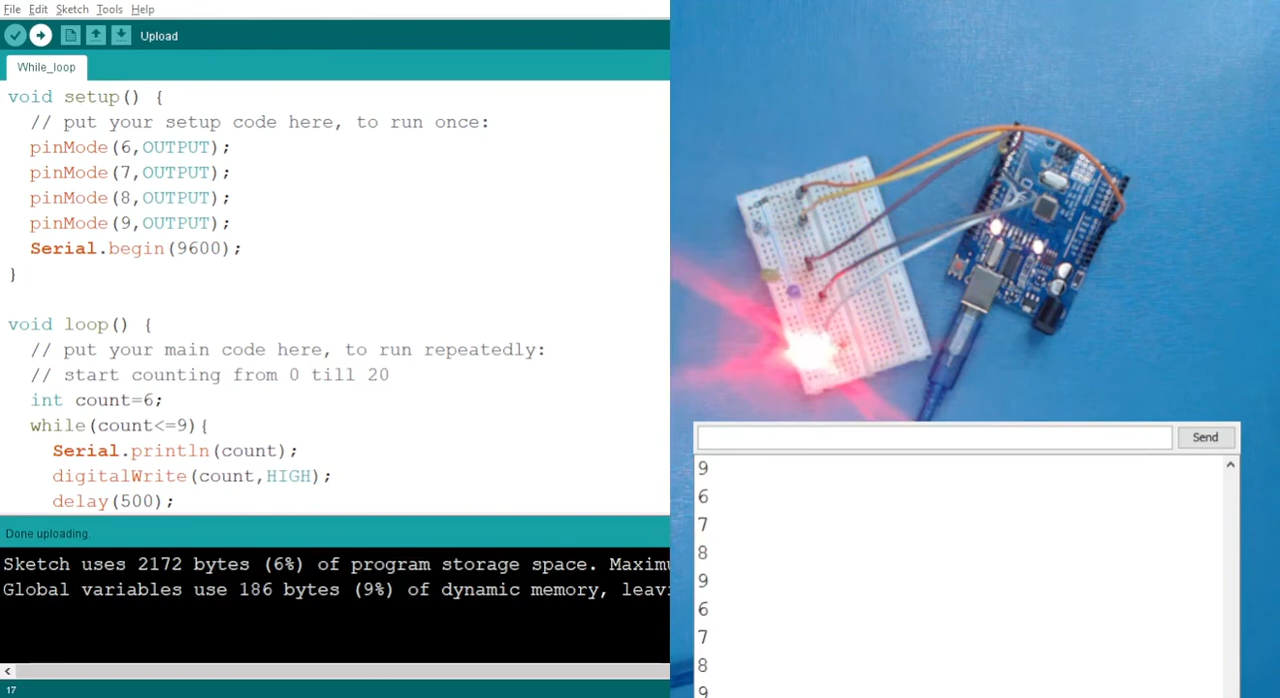 File Edit Sketch Tools Help
Upload
While_loop
void setup() {
// put your setup code here, to run once:
pinMode(6,OUTPUT);
pinMode(7,OUTPUT);
pinMode(8,OUTPUT);
pinMode(9,OUTPUT);
Serial.begin(9600);
}
void loop() {
// put your main code here, to run repeatedly:
// start counting from 0 till 20
int count=6;
while(count<=9){
Serial.println(count);
digitalWrite(count,HIGH);
delay(500);
Done uploading.
Sketch uses 2172 bytes (6%) of program storage space. Maximu
Global variables use 186 bytes (9%) of dynamic memory, leavi
17
Send
9
6
7
8
9
6
7
8
9